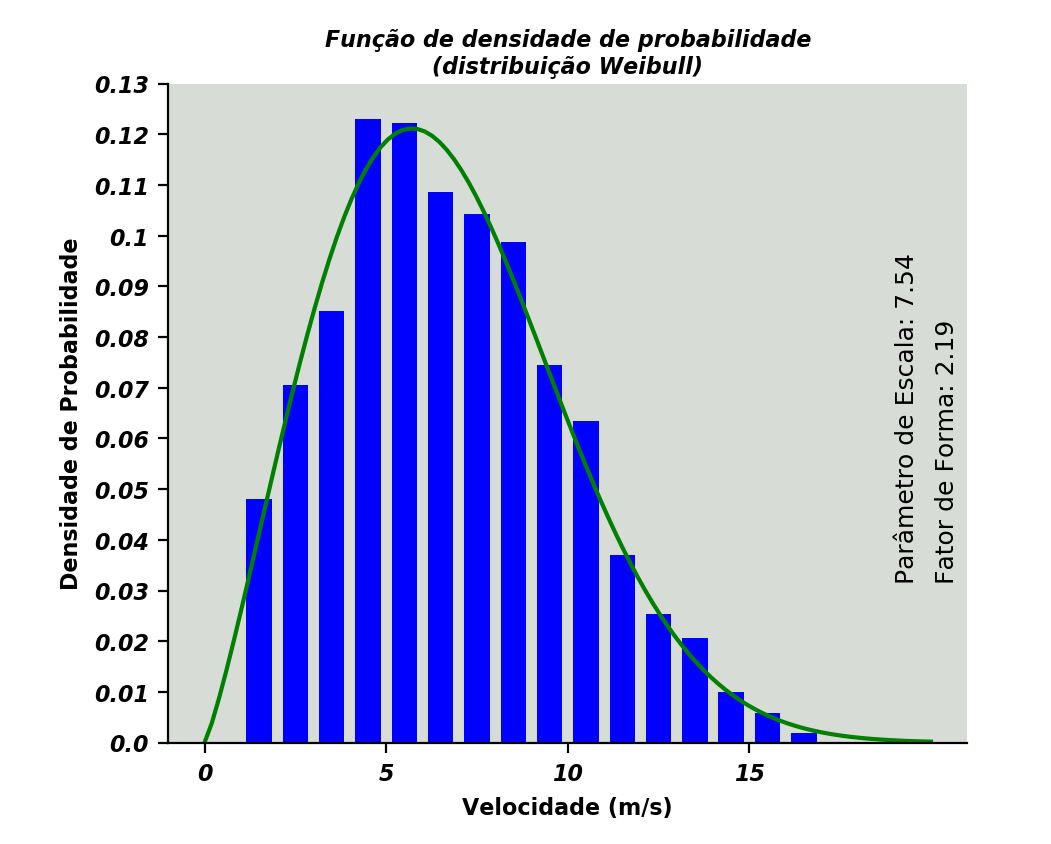 Função de densidade de probabilidade
(distribuição Weibull)
0.13
0.12
0.11
0.1
0.09
0.08
0.07
0.06
0.05
0.04
0.03
0.02
0.01
0.0
Densidade de Probabilidade
0 5 10 15
Velocidade (m/s)
Parâmetro de Escala: 7.54
Fator de Forma: 2.19